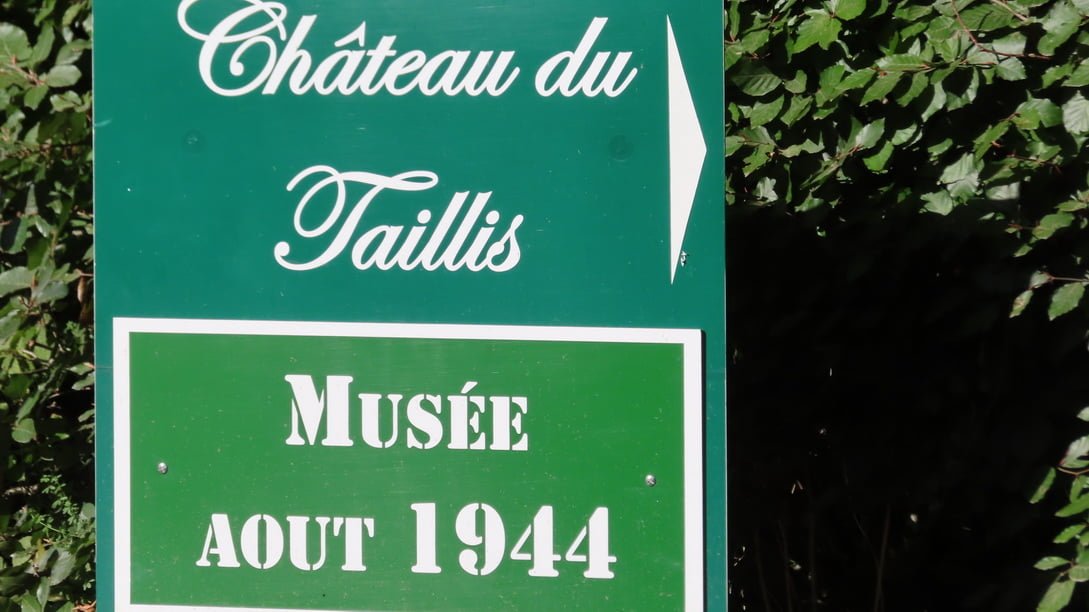 Château du
Taillis
MUSÉE
AOUT 1944